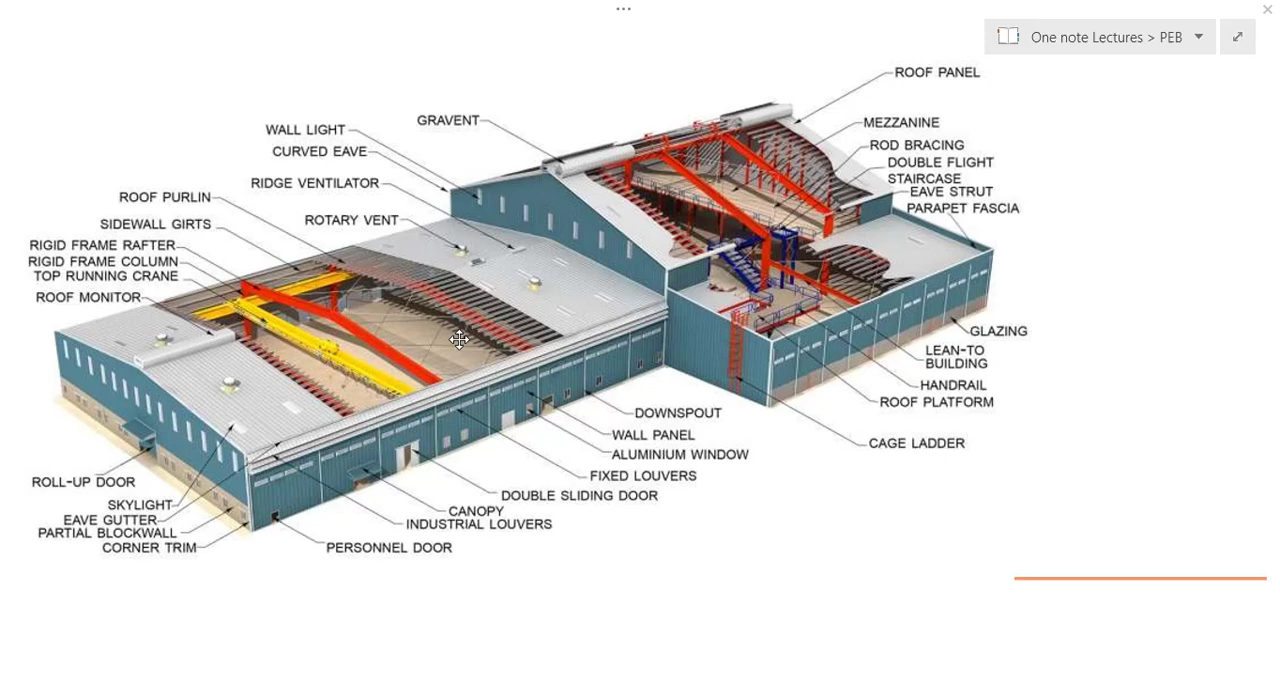 One note Lectures > PEB
ROOF PANEL
GRAVENT
MEZZANINE
WALL LIGHT
ROD BRACING
CURVED EAVE
DOUBLE FLIGHT
STAIRCASE
RIDGE VENTILATOR
EAVE STRUT
ROOF PURLIN
PARAPET FASCIA
ROTARY VENT
SIDEWALL GIRTS
RIGID FRAME RAFTER
RIGID FRAME COLUMN
TOP RUNNING CRANE
ROOF MONITOR
GLAZING
LEAN-TO
BUILDING
HANDRAIL
ROOF PLATFORM
DOWNSPOUT
WALL PANEL
CAGE LADDER
ALUMINIUM WINDOW
FIXED LOUVERS
ROLL-UP DOOR
DOUBLE SLIDING DOOR
SKYLIGHT
CANOPY
EAVE GUTTER
INDUSTRIAL LOUVERS
PARTIAL BLOCKWALL
CORNER TRIM
PERSONNEL DOOR